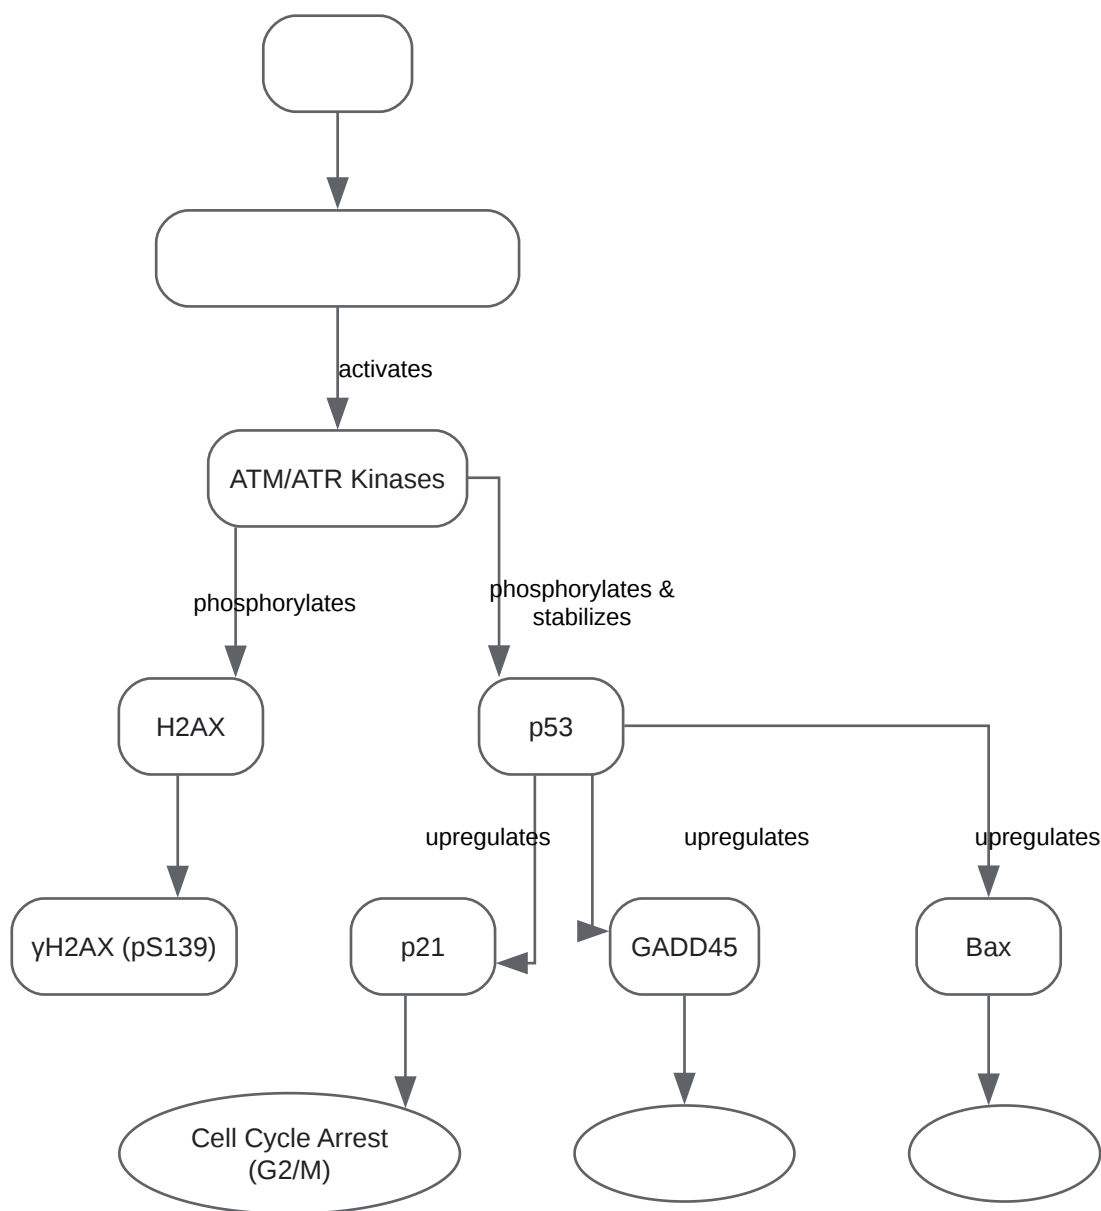 activates
ATM/ATR Kinases
phosphorylates
phosphorylates &
stabilizes
H2AX
p53
upregulates
upregulates
upregulates
γH2AX (pS139)
p21
GADD45
Bax
Cell Cycle Arrest
(G2/M)